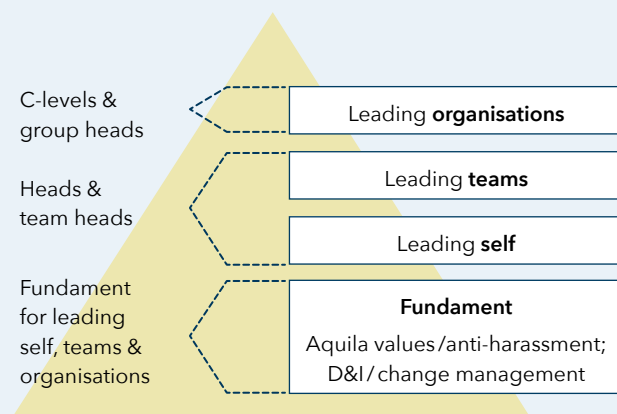 C-levels &
group heads
Leading organisations
Heads &
team heads
Leading teams
Leading self
Fundament
for leading
self, teams &
organisations
Fundament
Aquila values/anti-harassment;
D&I/change management